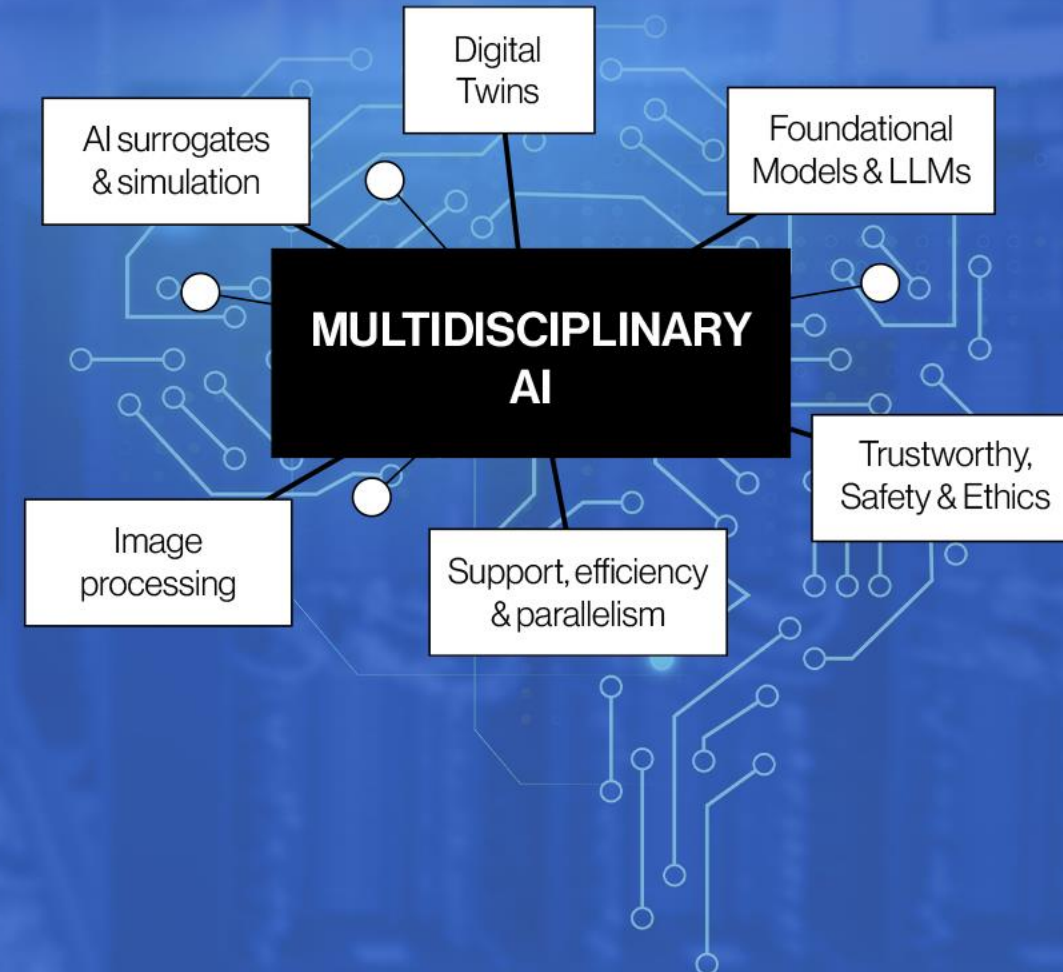 Digital
Twins
AI surrogates
& simulation
Foundational
Models & LLMs
MULTIDISCIPLINARY
AI
Trustworthy,
Safety & Ethics
Image
processing
Support, efficiency
& parallelism